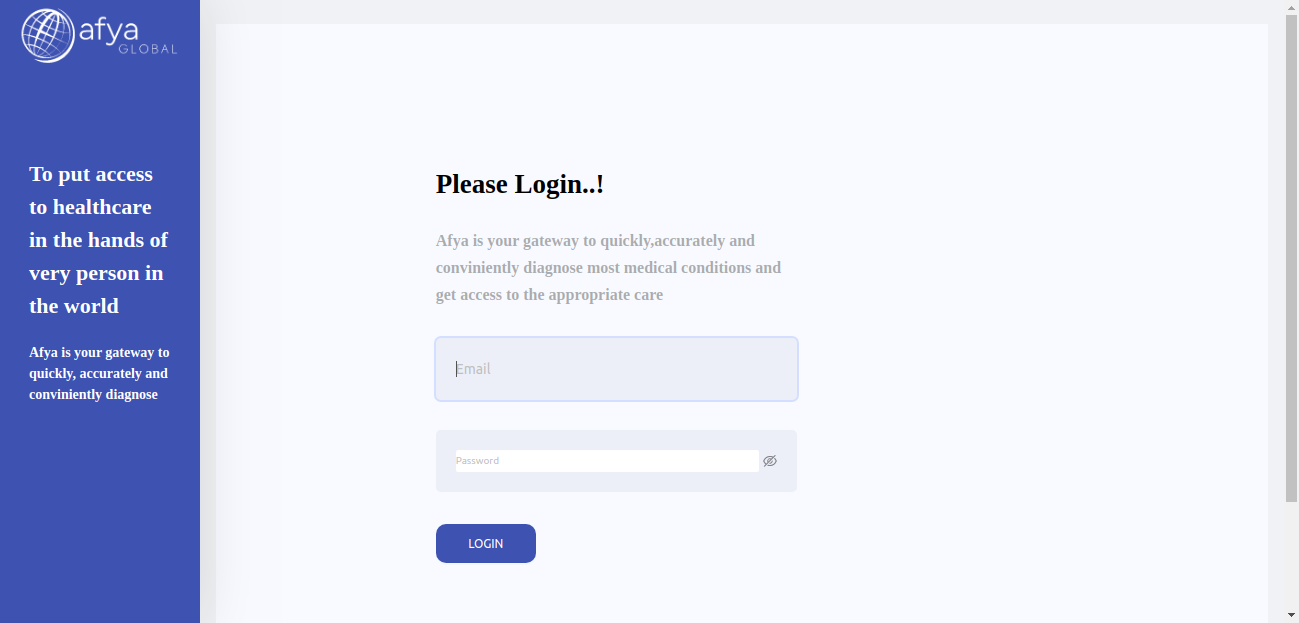 afya
GLOBAL
To put access
to healthcare
in the hands of
very person in
the world
Afya is your gateway to
quickly, accurately and
conviniently diagnose
Please Login..!
Afya is your gateway to quickly,accurately and
conviniently diagnose most medical conditions and
get access to the appropriate care
Email
Password
LOGIN